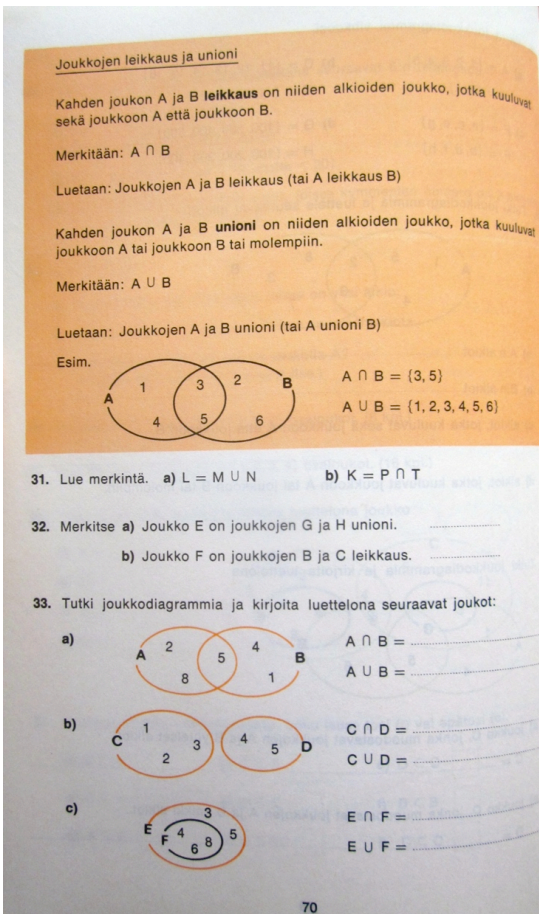 Joukkojen leikkaus ja unioni
Kahden joukon A ja B leikkaus on niiden alkioiden joukko, jotka kuuluvat
sekä joukkoon A että joukkoon B.
Merkitään: A ∩ B
Luetaan: Joukkojen A ja B leikkaus (tai A leikkaus B)
Kahden joukon A ja B unioni on niiden alkioiden joukko, jotka kuuluvat
joukkoon A tai joukkoon B tai molempiin.
Merkitään: A ∪ B
Luetaan: Joukkojen A ja B unioni (tai A unioni B)
Esim.
A 1 4 3 5 2 6 B
A ∩ B = {3, 5}
A ∪ B = {1, 2, 3, 4, 5, 6}
31. Lue merkintä. a) L = M ∪ N b) K = P ∩ T
32. Merkitse a) Joukko E on joukkojen G ja H unioni. ............
b) Joukko F on joukkojen B ja C leikkaus. ............
33. Tutki joukkodiagrammia ja kirjoita luettelona seuraavat joukot:
a) A 2 8 5 4 1 B
A ∩ B = ............
A ∪ B = ............
b) C 1 2 3 4 5 D
C ∩ D = ............
C ∪ D = ............
c) E 3 5 F 4 6 8
E ∩ F = ............
E ∪ F = ............
70